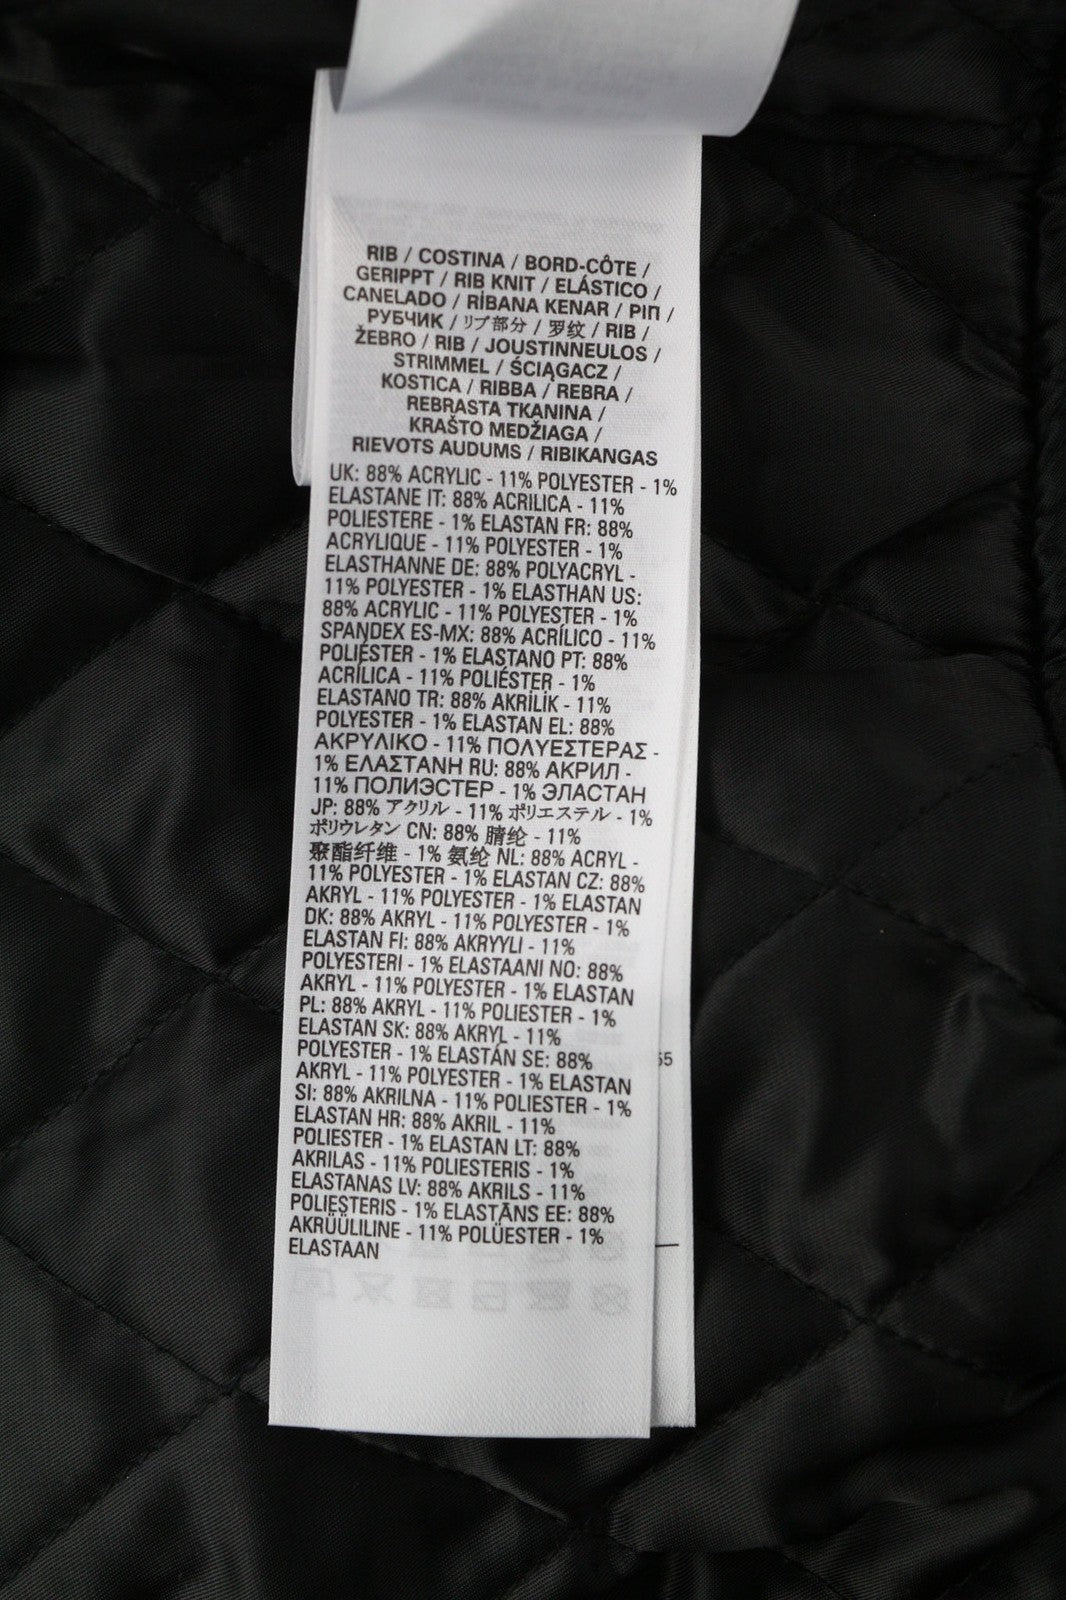 RIB / COSTINA / BORD-CÔTE /
GERIPPT / RIB KNIT / ELÁSTICO /
CANELADO / RİBANA KENAR / ΡΙΠ /
РУБЧИК / リブ部分 / 罗纹 / RIB /
ŽEBRO / RIB / JOUSTINNEULOS /
STRIMMEL / ŚCIĄGACZ /
KOSTICA / RIBBA / REBRA /
REBRASTA TKANINA /
KRAŠTO MEDŽIAGA /
RIEVOTS AUDUMS / RIBIKANGAS
UK: 88% ACRYLIC - 11% POLYESTER - 1%
ELASTANE IT: 88% ACRILICA - 11%
POLIESTERE - 1% ELASTAN FR: 88%
ACRYLIQUE - 11% POLYESTER - 1%
ELASTHANNE DE: 88% POLYACRYL -
11% POLYESTER - 1% ELASTHAN US:
88% ACRYLIC - 11% POLYESTER - 1%
SPANDEX ES-MX: 88% ACRÍLICO - 11%
POLIÉSTER - 1% ELASTANO PT: 88%
ACRÍLICA - 11% POLIÉSTER - 1%
ELASTANO TR: 88% AKRİLİK - 11%
POLYESTER - 1% ELASTAN EL: 88%
ΑΚΡΥΛΙΚΟ - 11% ΠΟΛΥΕΣΤΕΡΑΣ -
1% ΕΛΑΣΤΑΝΗ RU: 88% АКРИЛ -
11% ПОЛИЭСТЕР - 1% ЭЛАСТАН
JP: 88% アクリル - 11% ポリエステル - 1%
ポリウレタン CN: 88% 腈纶 - 11%
聚酯纤维 - 1% 氨纶 NL: 88% ACRYL -
11% POLYESTER - 1% ELASTAN CZ: 88%
AKRYL - 11% POLYESTER - 1% ELASTAN
DK: 88% AKRYL - 11% POLYESTER - 1%
ELASTAN FI: 88% AKRYYLI - 11%
POLYESTERI - 1% ELASTAANI NO: 88%
AKRYL - 11% POLYESTER - 1% ELASTAN
PL: 88% AKRYL - 11% POLIESTER - 1%
ELASTAN SK: 88% AKRYL - 11%
POLYESTER - 1% ELASTÁN SE: 88%
AKRYL - 11% POLYESTER - 1% ELASTAN
SI: 88% AKRILNA - 11% POLIESTER - 1%
ELASTAN HR: 88% AKRIL - 11%
POLIESTER - 1% ELASTAN LT: 88%
AKRILAS - 11% POLIESTERIS - 1%
ELASTANAS LV: 88% AKRILS - 11%
POLIESTERIS - 1% ELASTĀNS EE: 88%
AKRÜÜLILINE - 11% POLÜESTER - 1%
ELASTAAN